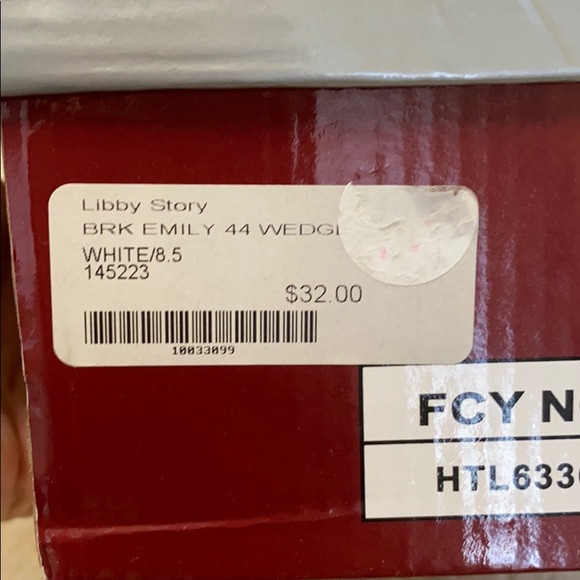 Libby Story
BRK EMILY 44 WEDG
WHITE/8.5
145223
$32.00
10033099
FCY
HTL633